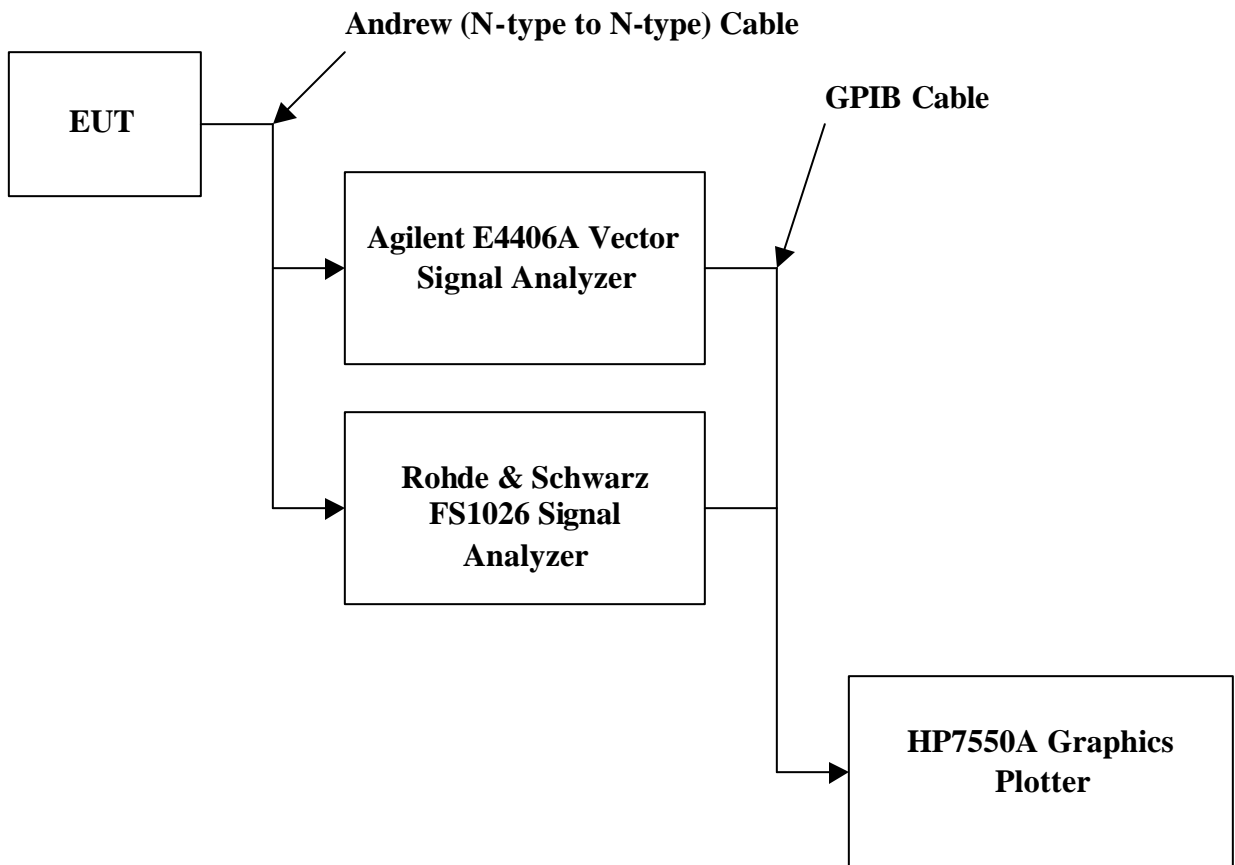 Andrew (N-type to N-type) Cable
EUT
GPIB Cable
Agilent E4406A Vector
Signal Analyzer
Rohde & Schwarz
FS1026 Signal
Analyzer
HP7550A Graphics
Plotter